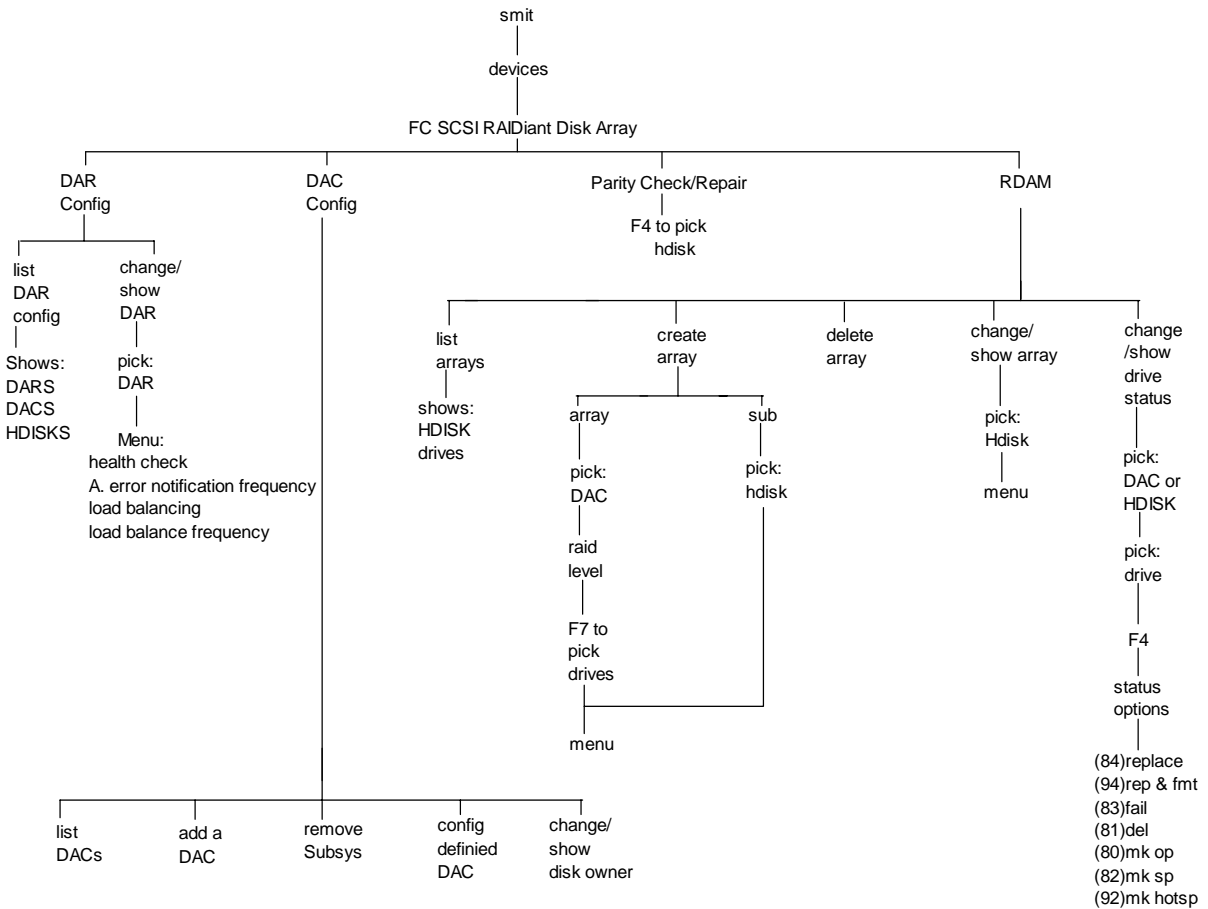 smit
devices
FC SCSI RAIDiant Disk Array
DAR
Config
list
DAR
config
Shows:
DARS
DACS
HDISKS
change/
show
DAR
pick:
DAR
Menu:
health check
A. error notification frequency
load balancing
load balance frequency
DAC
Config
list
DACs
add a
DAC
remove
Subsys
config
definied
DAC
change/
show
disk owner
Parity Check/Repair
F4 to pick
hdisk
RDAM
list
arrays
shows:
HDISK
drives
create
array
array
pick:
DAC
raid
level
F7 to
pick
drives
sub
pick:
hdisk
menu
delete
array
change/
show array
pick:
Hdisk
menu
change
/show
drive
status
pick:
DAC or
HDISK
pick:
drive
F4
status
options
(84)replace
(94)rep & fmt
(83)fail
(81)del
(80)mk op
(82)mk sp
(92)mk hotsp